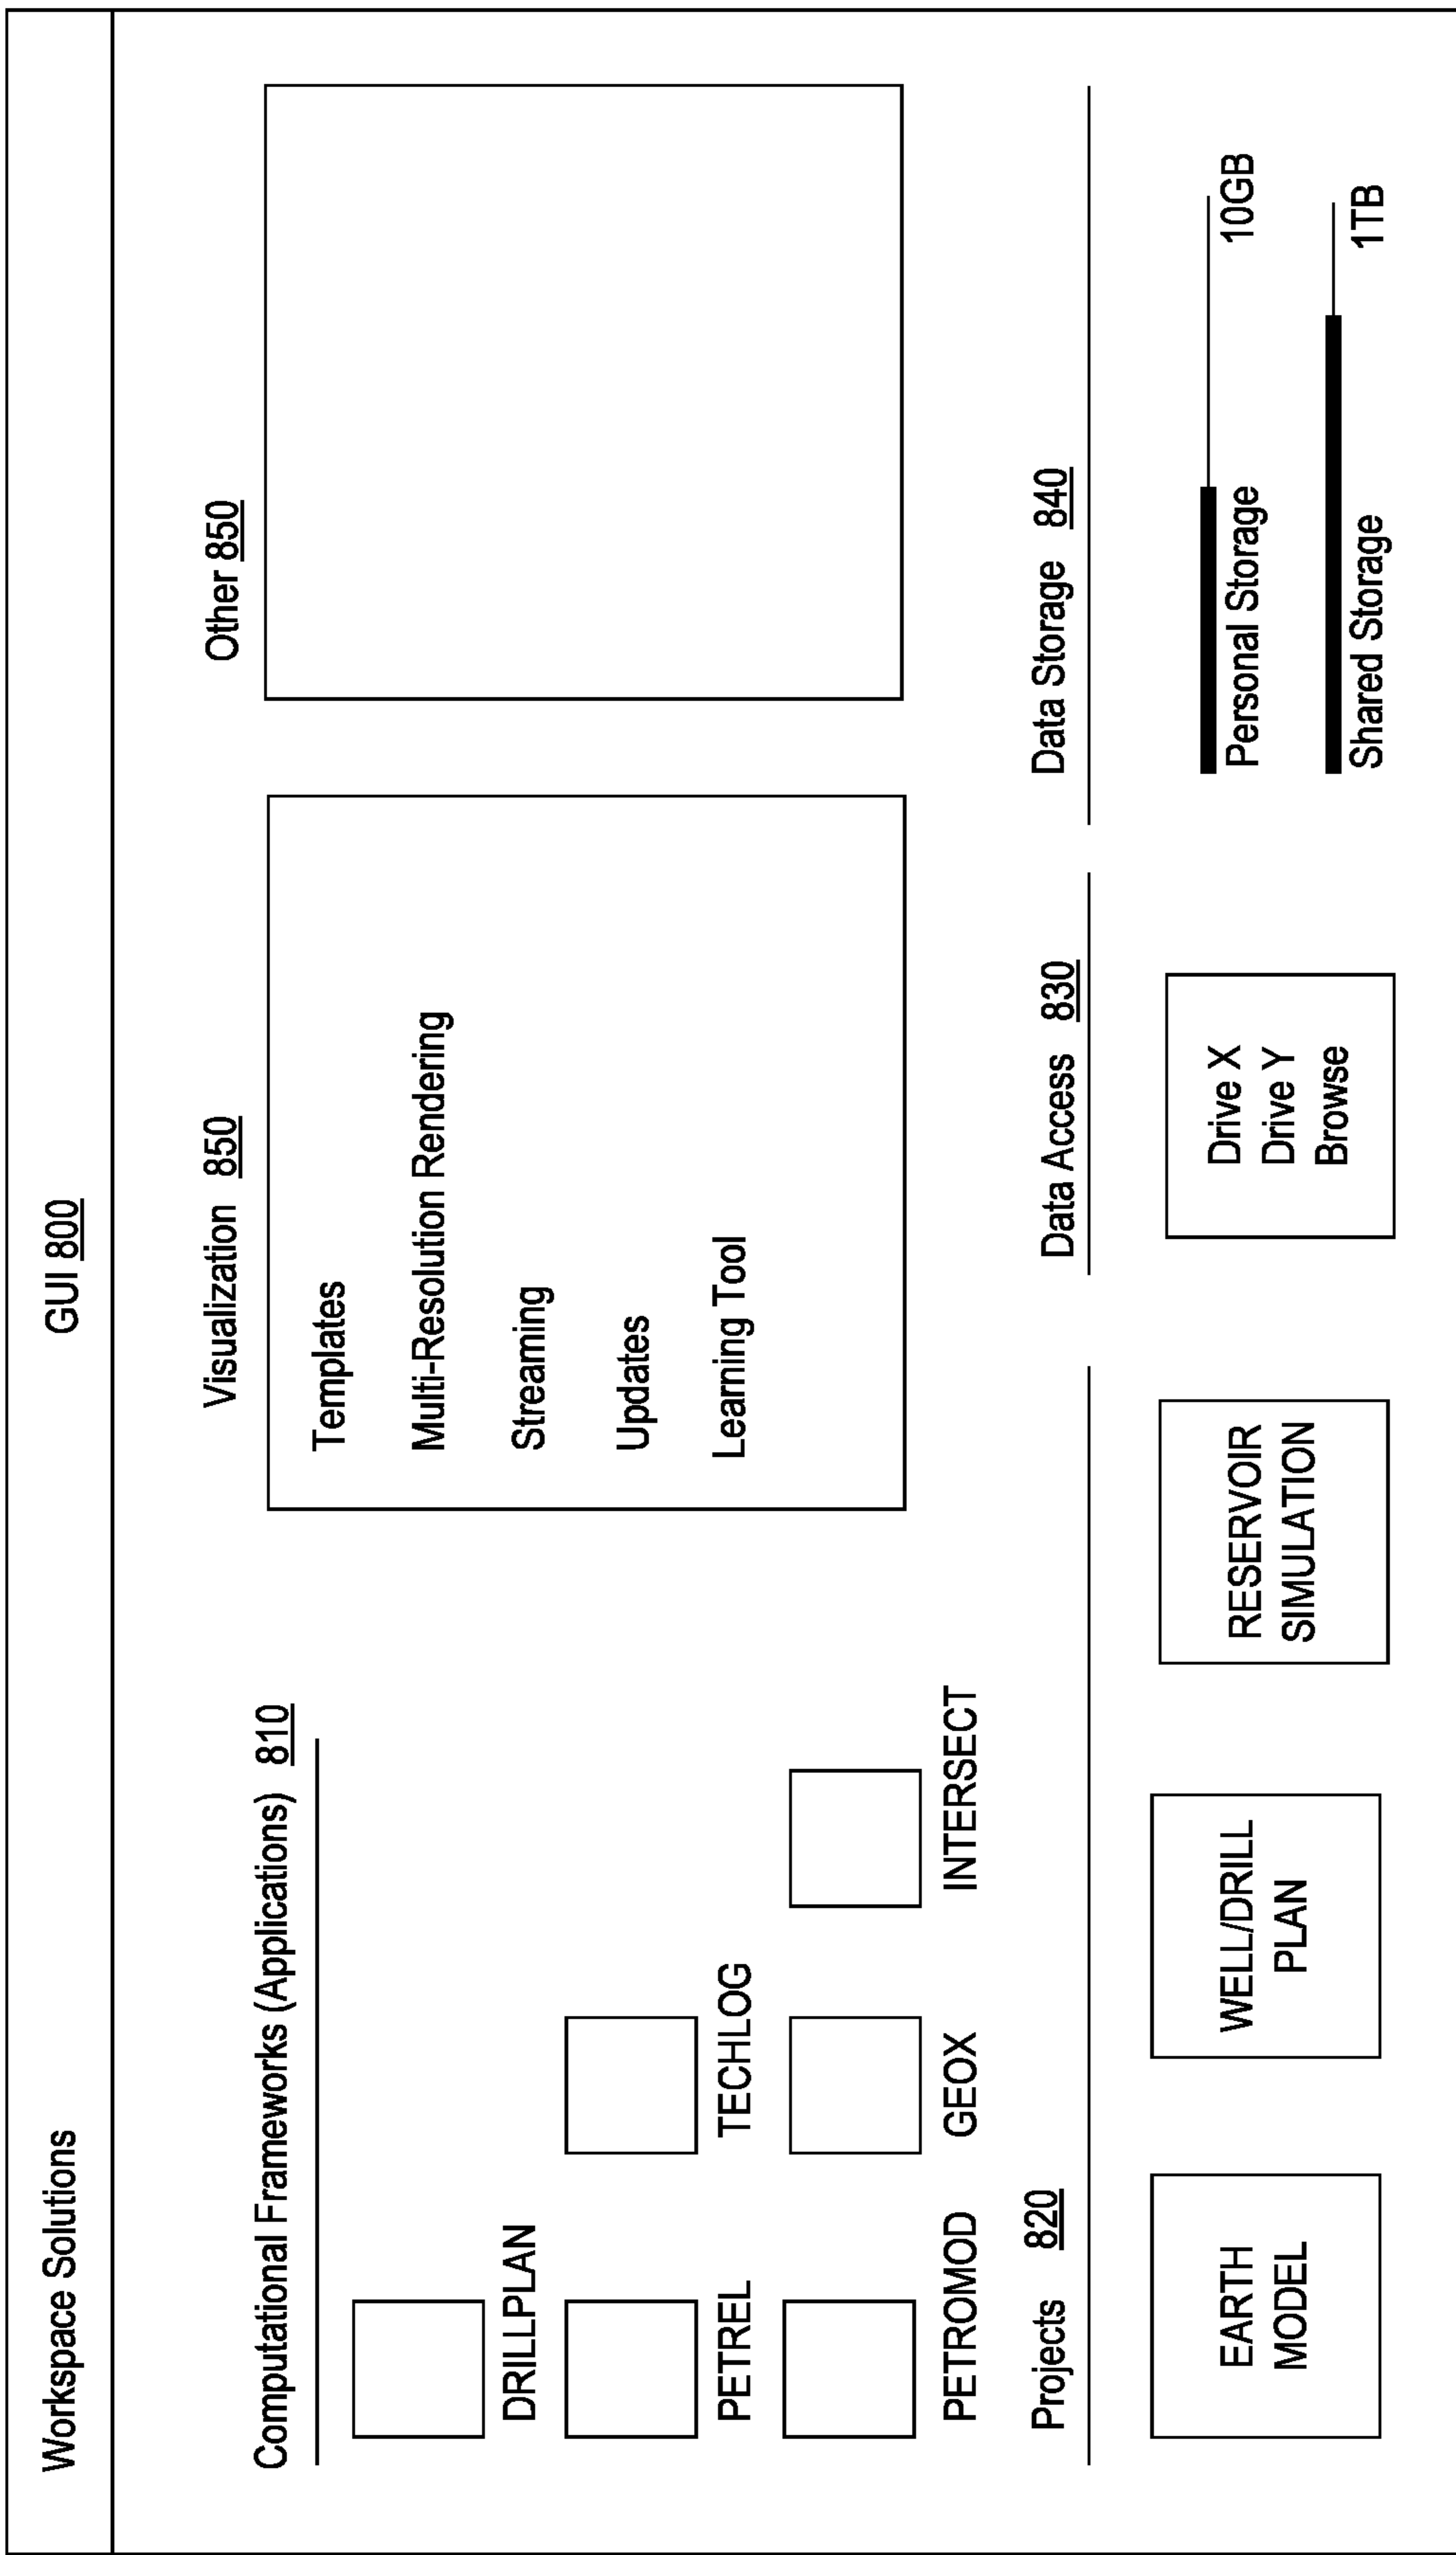 Workspace Solutions
GUI 800
Computational Frameworks (Applications) 810
DRILLPLAN
PETREL
TECHLOG
PETROMOD
GEOX
INTERSECT
Visualization 850
Templates
Multi-Resolution Rendering
Streaming
Updates
Learning Tool
Other 850
Projects 820
EARTH
MODEL
WELL/DRILL
PLAN
RESERVOIR
SIMULATION
Data Access 830
Drive X
Drive Y
Browse
Data Storage 840
Personal Storage
10GB
Shared Storage
1TB